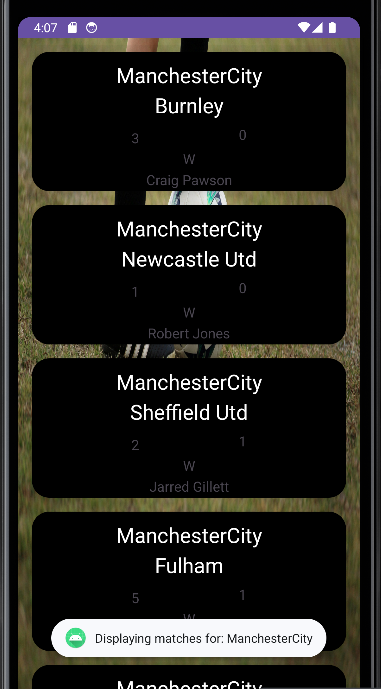 4:07
ManchesterCity
Burnley
3 0
W
Craig Pawson
ManchesterCity
Newcastle Utd
1 0
W
Robert Jones
ManchesterCity
Sheffield Utd
2 1
W
Jarred Gillett
ManchesterCity
Fulham
5 1
W
Displaying matches for: ManchesterCity
ManchesterCity